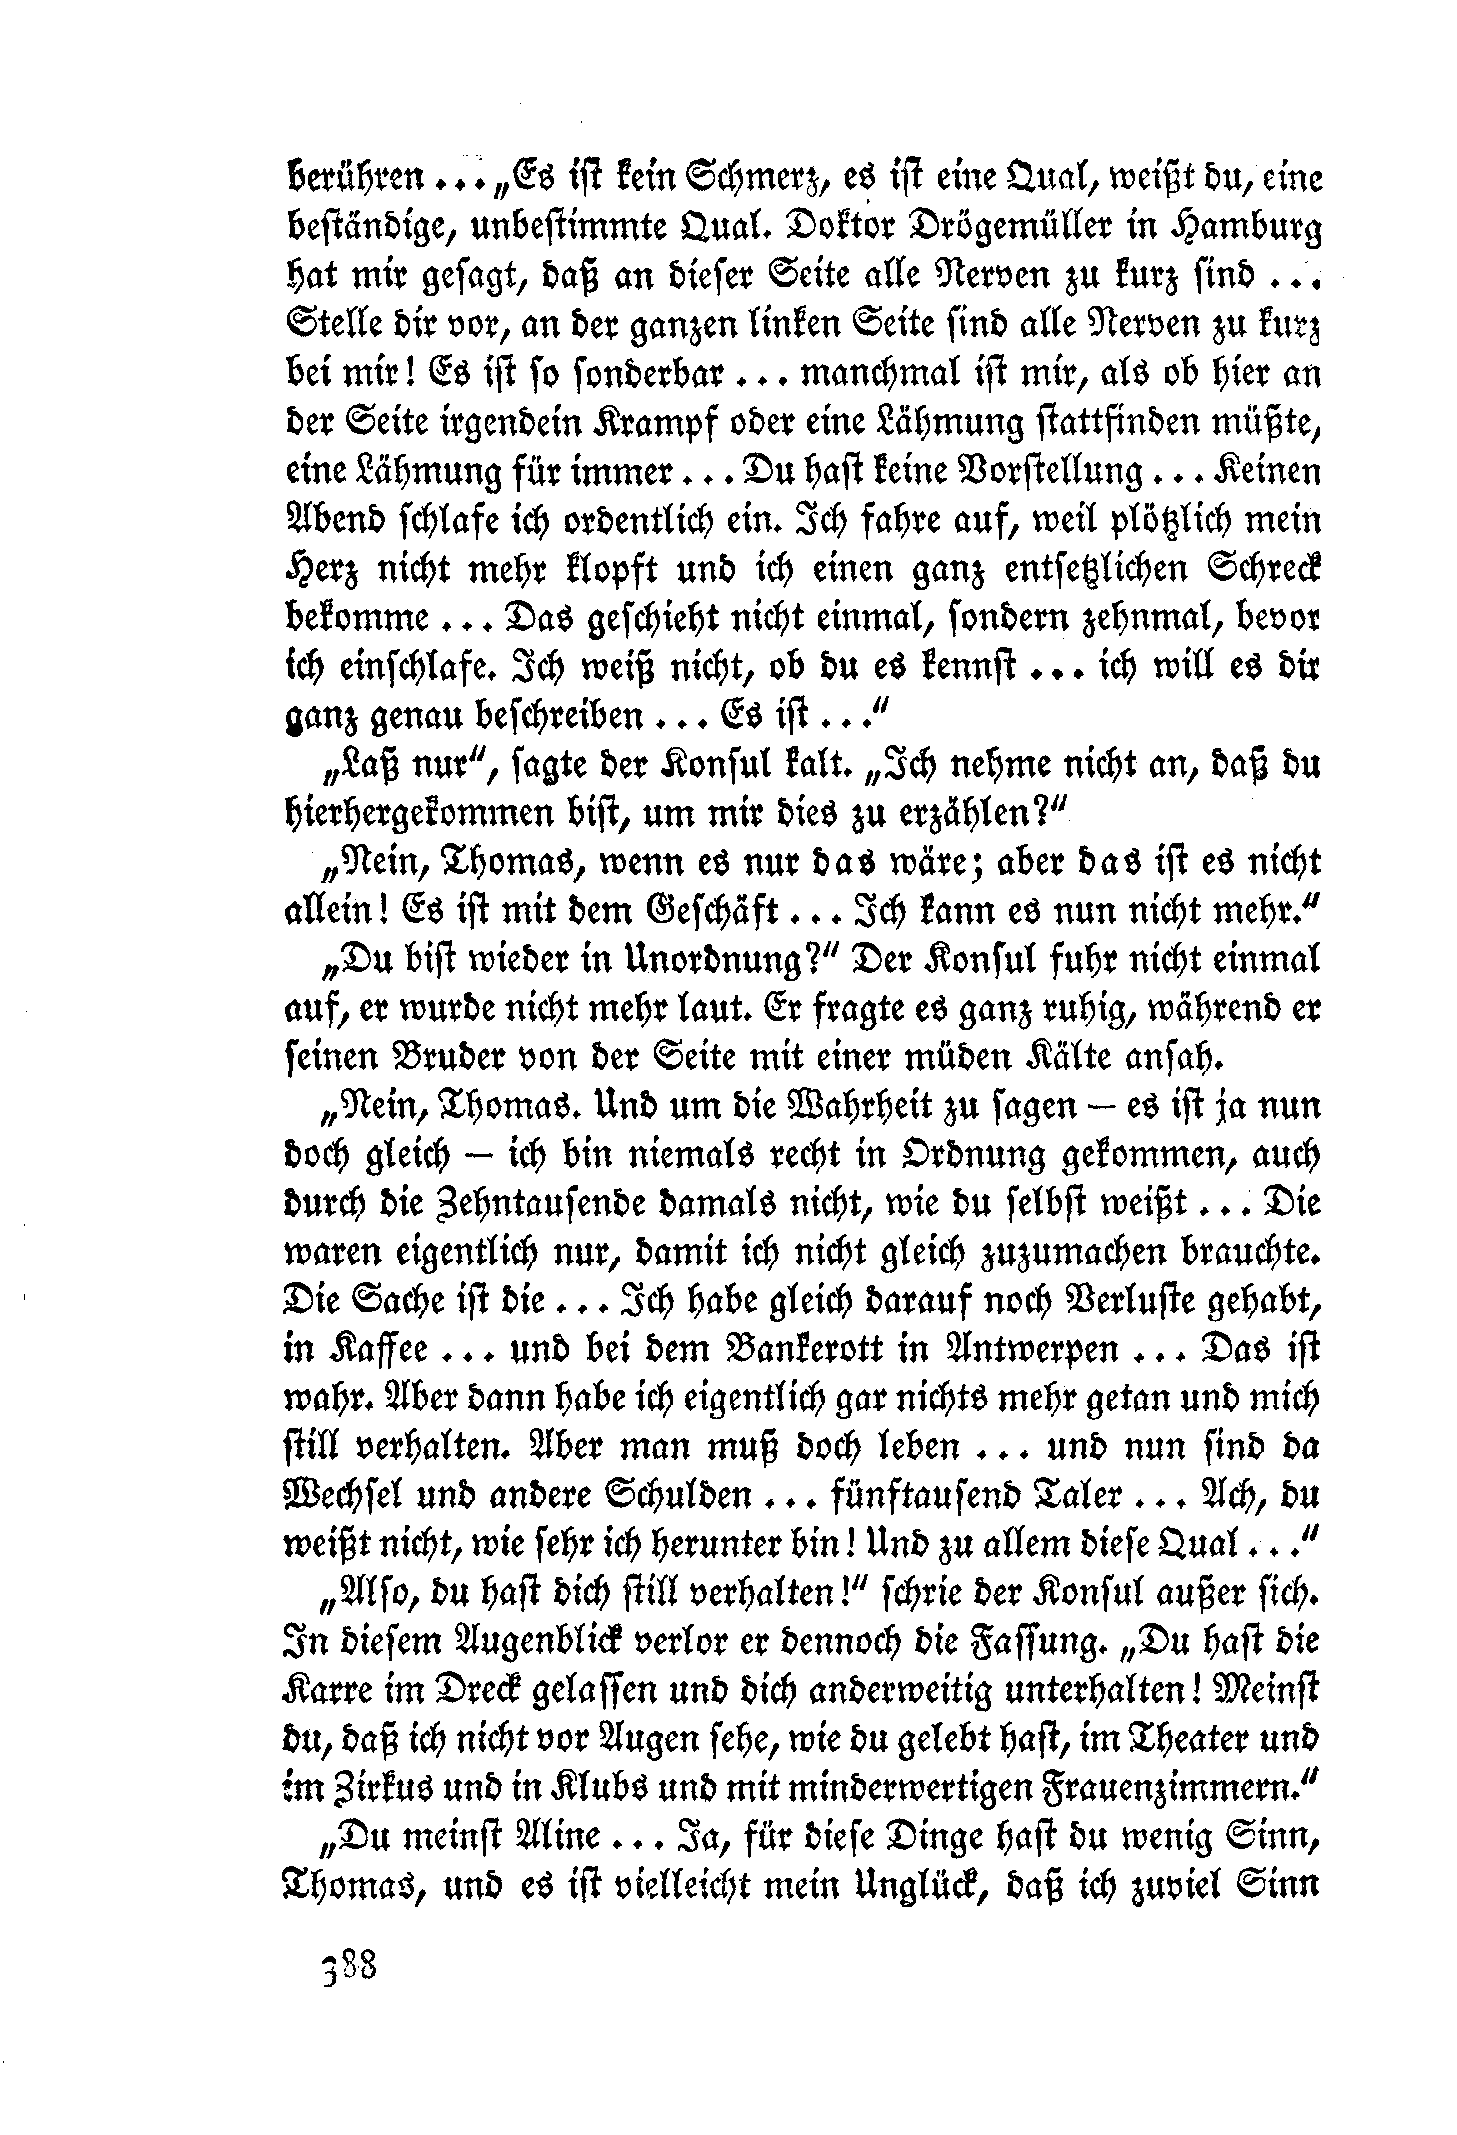 berühren . . . „Es ist kein Schmerz, es ist eine Qual, weißt du, eine
beständige, unbestimmte Qual. Doktor Drögemüller in Hamburg
hat mir gesagt, daß an dieser Seite alle Nerven zu kurz sind . . .
Stelle dir vor, an der ganzen linken Seite sind alle Nerven zu kurz
bei mir! Es ist so sonderbar . . . manchmal ist mir, als ob hier an
der Seite irgendein Krampf oder eine Lähmung stattfinden müßte,
eine Lähmung für immer . . . Du hast keine Vorstellung . . . Keinen
Abend schlafe ich ordentlich ein. Ich fahre auf, weil plötzlich mein
Herz nicht mehr klopft und ich einen ganz entsetzlichen Schreck
bekomme . . . Das geschieht nicht einmal, sondern zehnmal, bevor
ich einschlafe. Ich weiß nicht, ob du es kennst . . . ich will es dir
ganz genau beschreiben . . . Es ist . . .“
„Laß nur“, sagte der Konsul kalt. „Ich nehme nicht an, daß du
hierhergekommen bist, um mir dies zu erzählen?“
„Nein, Thomas, wenn es nur das wäre; aber das ist es nicht
allein! Es ist mit dem Geschäft . . . Ich kann es nun nicht mehr.“
„Du bist wieder in Unordnung?“ Der Konsul fuhr nicht einmal
auf, er wurde nicht mehr laut. Er fragte es ganz ruhig, während er
seinen Bruder von der Seite mit einer müden Kälte ansah.
„Nein, Thomas. Und um die Wahrheit zu sagen — es ist ja nun
doch gleich — ich bin niemals recht in Ordnung gekommen, auch
durch die Zehntausende damals nicht, wie du selbst weißt . . . Die
waren eigentlich nur, damit ich nicht gleich zuzumachen brauchte.
Die Sache ist die . . . Ich habe gleich darauf noch Verluste gehabt,
in Kaffee . . . und bei dem Bankerott in Antwerpen . . . Das ist
wahr. Aber dann habe ich eigentlich gar nichts mehr getan und mich
still verhalten. Aber man muß doch leben . . . und nun sind da
Wechsel und andere Schulden . . . fünftausend Taler . . . Ach, du
weißt nicht, wie sehr ich herunter bin! Und zu allem diese Qual . . .“
„Also, du hast dich still verhalten!“ schrie der Konsul außer sich.
In diesem Augenblick verlor er dennoch die Fassung. „Du hast die
Karre im Dreck gelassen und dich anderweitig unterhalten! Meinst
du, daß ich nicht vor Augen sehe, wie du gelebt hast, im Theater und
im Zirkus und in Klubs und mit minderwertigen Frauenzimmern.“
„Du meinst Aline . . . Ja, für diese Dinge hast du wenig Sinn,
Thomas, und es ist vielleicht mein Unglück, daß ich zuviel Sinn
388